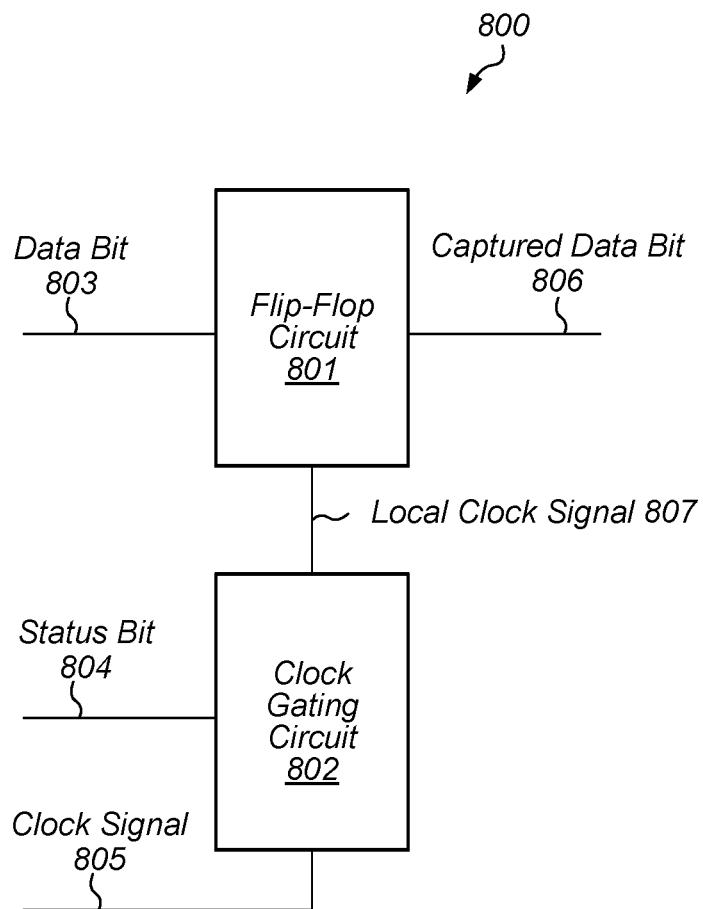 800
Data Bit
803
Captured Data Bit
806
Flip-Flop
Circuit
801
Local Clock Signal 807
Status Bit
804
Clock
Gating
Circuit
802
Clock Signal
805